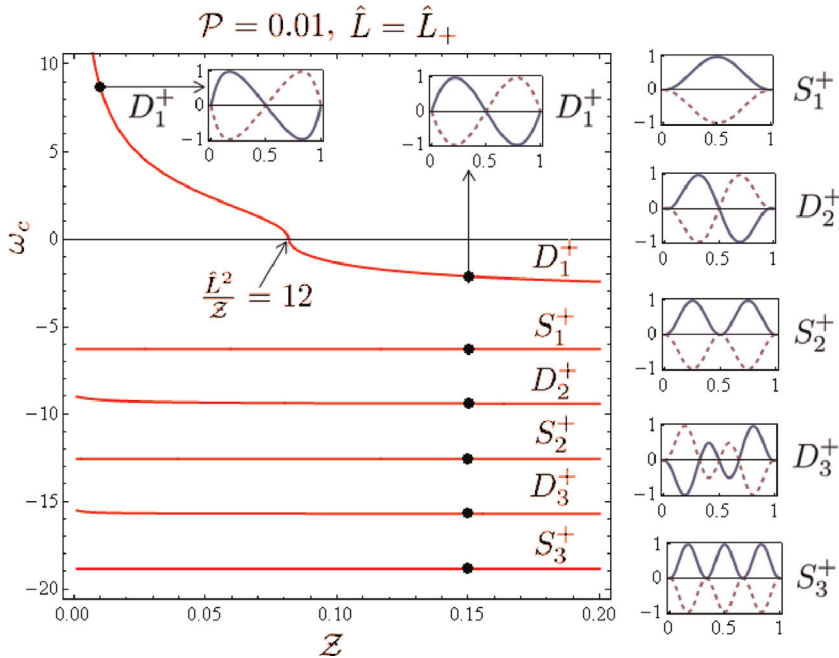 𝒫 = 0.01, L̂ = L̂₊
10
5
0
−5
−10
−15
−20
ω_c
0.00 0.05 0.10 0.15 0.20
𝒵
D₁⁺
1
0
−1
0 0.5 1
1
0
−1
0 0.5 1
D₁⁺
L̂²/𝒵 = 12
D₁⁺
S₁⁺
D₂⁺
S₂⁺
D₃⁺
S₃⁺
1
0
−1
0 0.5 1
S₁⁺
1
0
−1
0 0.5 1
D₂⁺
1
0
−1
0 0.5 1
S₂⁺
1
0
−1
0 0.5 1
D₃⁺
1
0
−1
0 0.5 1
S₃⁺